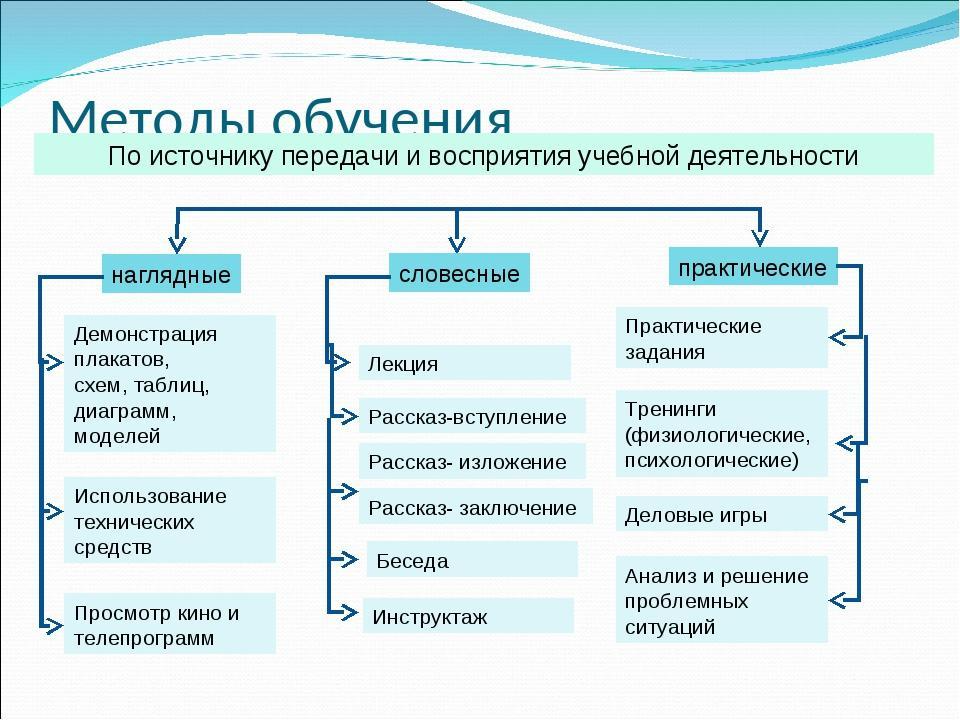 Методы обучения
По источнику передачи и восприятия учебной деятельности
наглядные
Демонстрация
плакатов,
схем, таблиц,
диаграмм,
моделей
Использование
технических
средств
Просмотр кино и
телепрограмм
словесные
Лекция
Рассказ-вступление
Рассказ- изложение
Рассказ- заключение
Беседа
Инструктаж
практические
Практические
задания
Тренинги
(физиологические,
психологические)
Деловые игры
Анализ и решение
проблемных
ситуаций